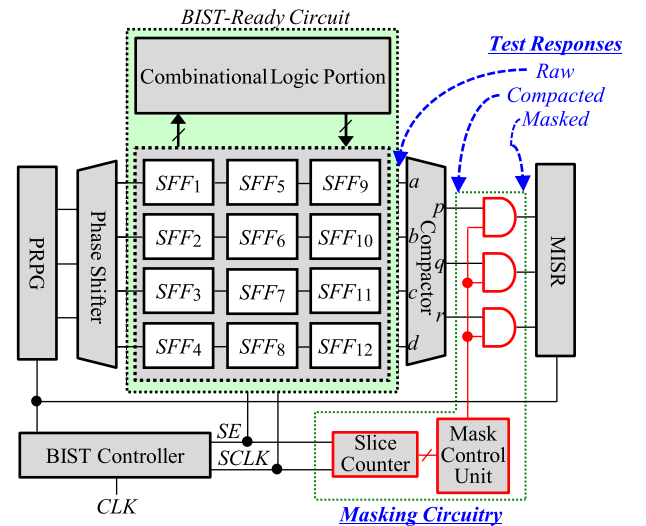 BIST-Ready Circuit
Test Responses
Raw
Compacted
Masked
Combinational Logic Portion
PRPG
Phase Shifter
SFF1 SFF5 SFF9
SFF2 SFF6 SFF10
SFF3 SFF7 SFF11
SFF4 SFF8 SFF12
a
b
c
d
Compactor
p
q
r
MISR
BIST Controller
SE
SCLK
CLK
Slice
Counter
Mask
Control
Unit
Masking Circuitry